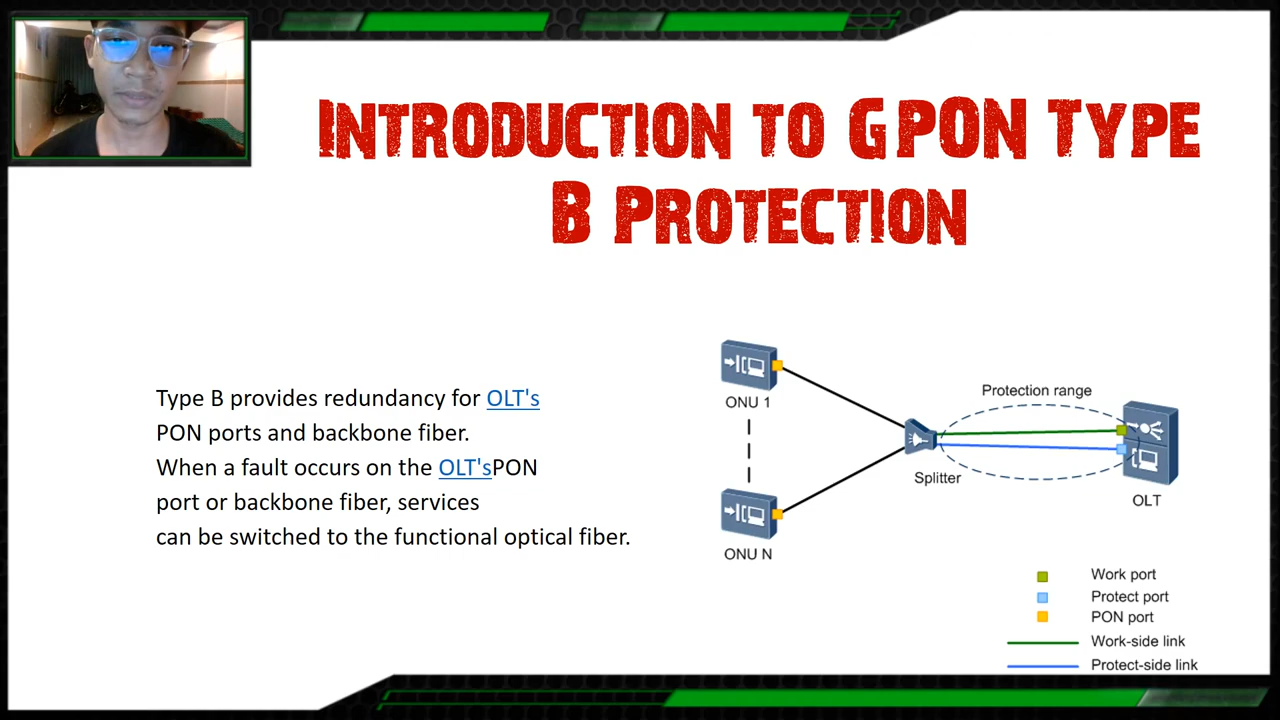 Introduction to GPON Type
B Protection
Type B provides redundancy for OLT's
PON ports and backbone fiber.
When a fault occurs on the OLT'sPON
port or backbone fiber, services
can be switched to the functional optical fiber.
ONU 1
ONU N
Splitter
Protection range
OLT
Work port
Protect port
PON port
Work-side link
Protect-side link